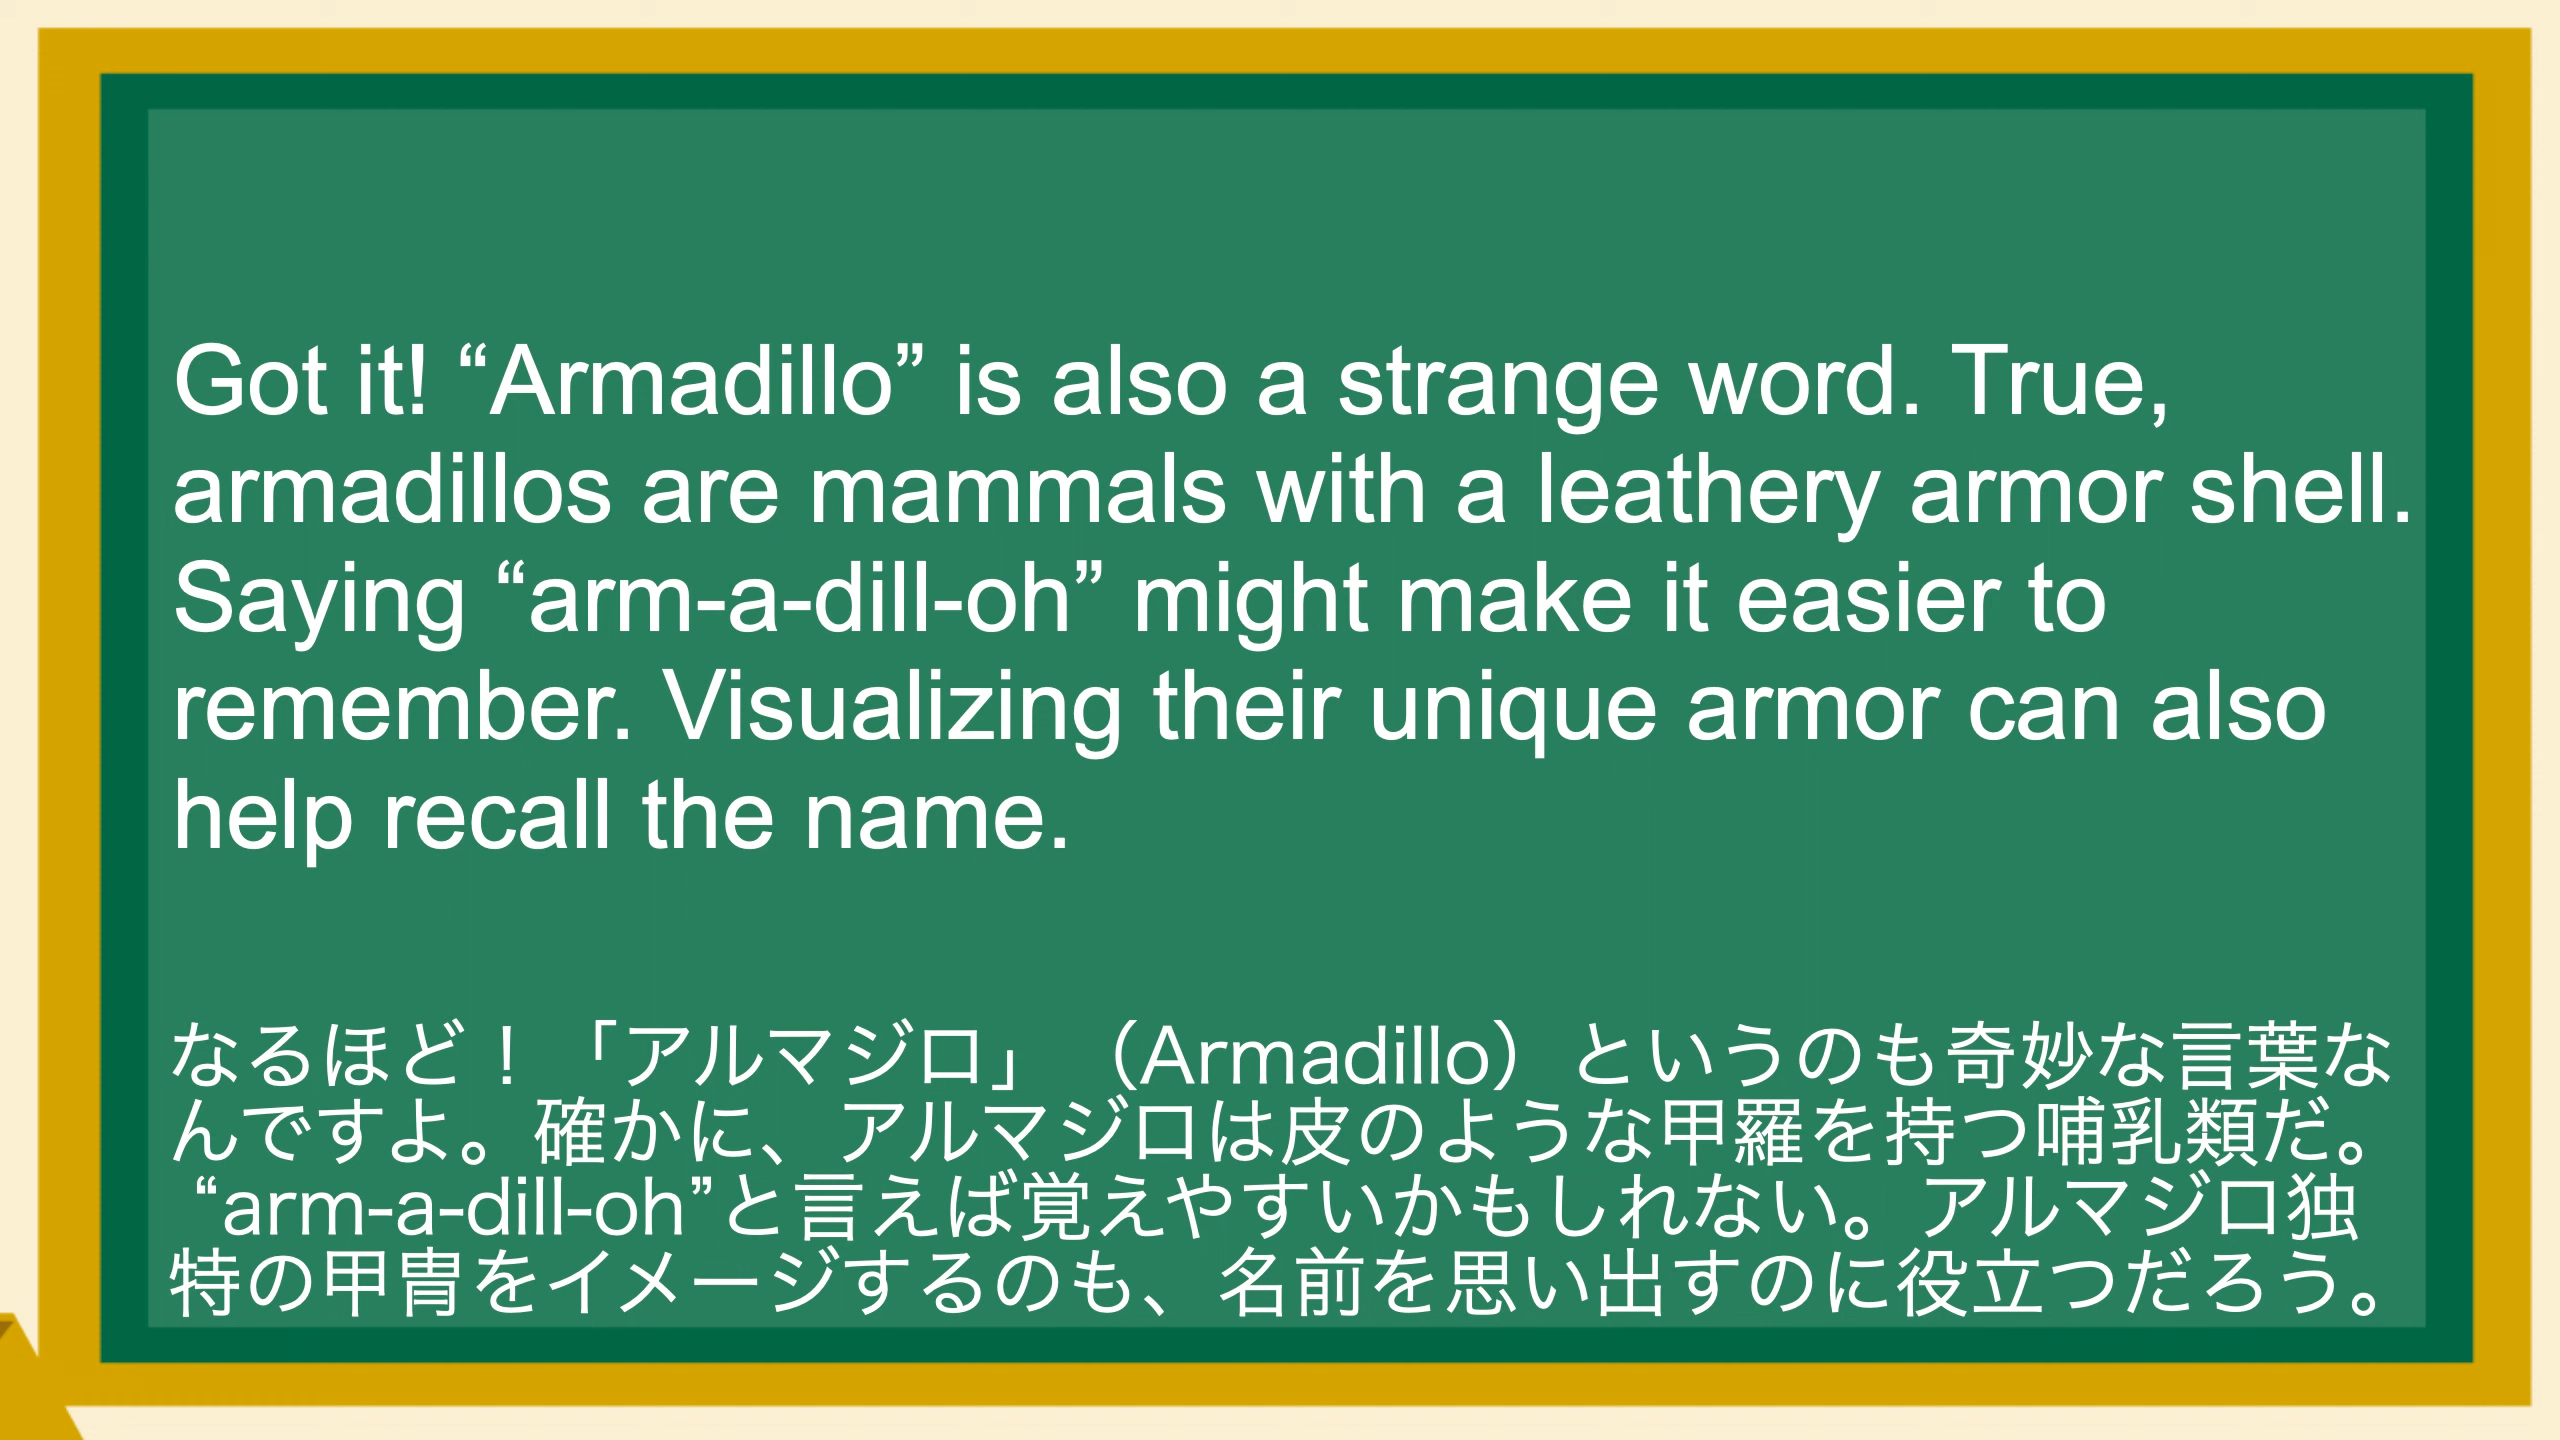 Got it! “Armadillo” is also a strange word. True,
armadillos are mammals with a leathery armor shell.
Saying “arm-a-dill-oh” might make it easier to
remember. Visualizing their unique armor can also
help recall the name.
なるほど！「アルマジロ」（Armadillo）というのも奇妙な言葉な
んですよ。確かに、アルマジロは皮のような甲羅を持つ哺乳類だ。
“arm-a-dill-oh”と言えば覚えやすいかもしれない。アルマジロ独
特の甲冑をイメージするのも、名前を思い出すのに役立つだろう。